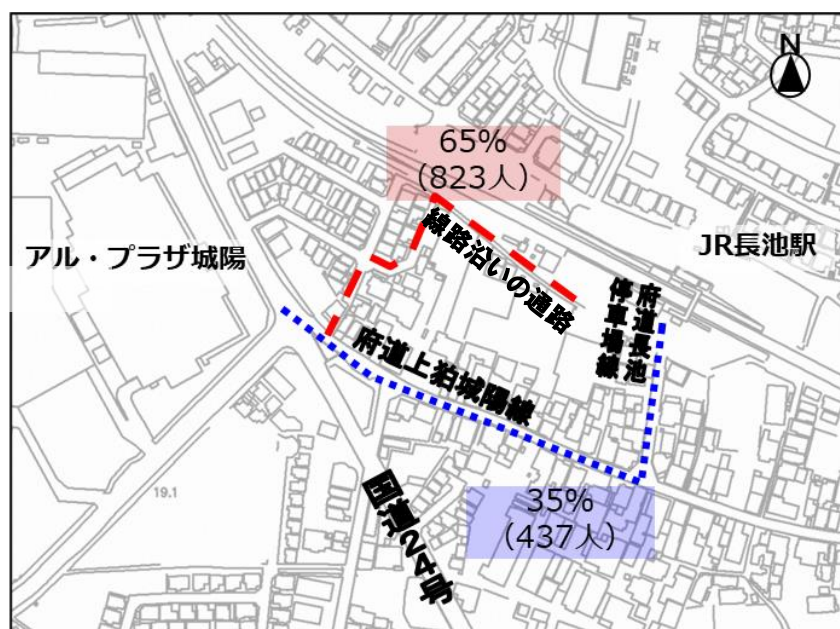 N
65%
(823人)
アル・プラザ城陽
線路沿いの通路
JR長池駅
府道長池
停車場線
府道上狛城陽線
19.1
国道24号
35%
(437人)